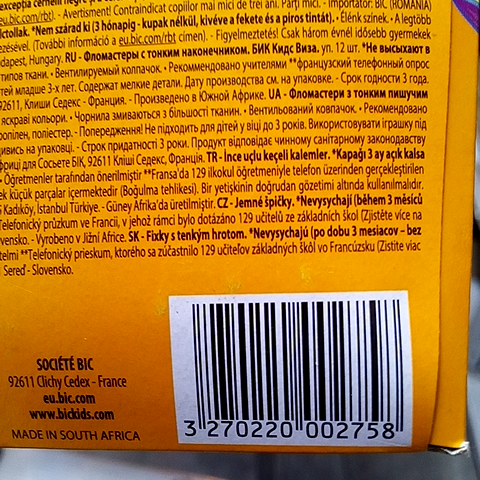 eu.bic.com/rbt). - Avertisment! Contraindicat copiilor mai mici de trei ani. Părți mici. • Importator: BIC (ROMANIA)
*Nem szárad ki (3 hónapig - kupak nélkül, kivéve a fekete és a piros tintát). • Élénk színek. • A legtöbb
(További információ a eu.bic.com/rbt címen). - Figyelmeztetés! Csak három évnél idősebb gyermekek-
Budapest, Hungary. RU - Фломастеры с тонким наконечником. БИК Кидс Виза. уп. 12 шт. *Не высыхают в
типов ткани. • Вентилируемый колпачок. • Рекомендовано учителями **французский телефонный опрос
тей младше 3-х лет. Содержат мелкие детали. Дату производства см. на упаковке. - Срок годности 3 года.
92611, Клиши Седекс - Франция. - Произведено в Южной Африке. UA - Фломастери з тонким пишучим
яскраві кольори. • Чорнила змиваються з більшості тканин. • Вентильований ковпачок. • Рекомендовано
поліестер. - Попередження! Не підходить для дітей у віці до 3 років. Використовувати іграшку під
дивись на упаковці. - Строк придатності 3 роки. Продукт відповідає чинному санітарному законодавству
фриці для Сосьєте БІК, 92611 Кліші Седекс, Франція. TR - İnce uçlu keçeli kalemler. *Kapağı 3 ay açık kalsa
• Öğretmenler tarafından önerilmiştir **Fransa'da 129 ilkokul öğretmeniyle telefon üzerinden gerçekleştirilen
ek küçük parçalar içermektedir (Boğulma tehlikesi). Bir yetişkinin doğrudan gözetimi altında kullanılmalıdır.
Kadıköy, İstanbul Türkiye. - Güney Afrika'da üretilmiştir. CZ - Jemné špičky. *Nevysychají (během 3 měsíců
Telefonický průzkum ve Francii, v jehož rámci bylo dotázáno 129 učitelů ze základních škol (Zjistěte více na
vensko. - Vyrobeno v Jižní Africe. SK - Fixky s tenkým hrotom. *Nevysychajú (po dobu 3 mesiacov – bez
telmi **Telefonický prieskum, ktorého sa zúčastnilo 129 učiteľov základných škôl vo Francúzsku (Zistite viac
Sereď - Slovensko.
SOCIÉTÉ BIC
92611 Clichy Cedex - France
eu.bic.com
www.bickids.com
MADE IN SOUTH AFRICA
3 270220 002758